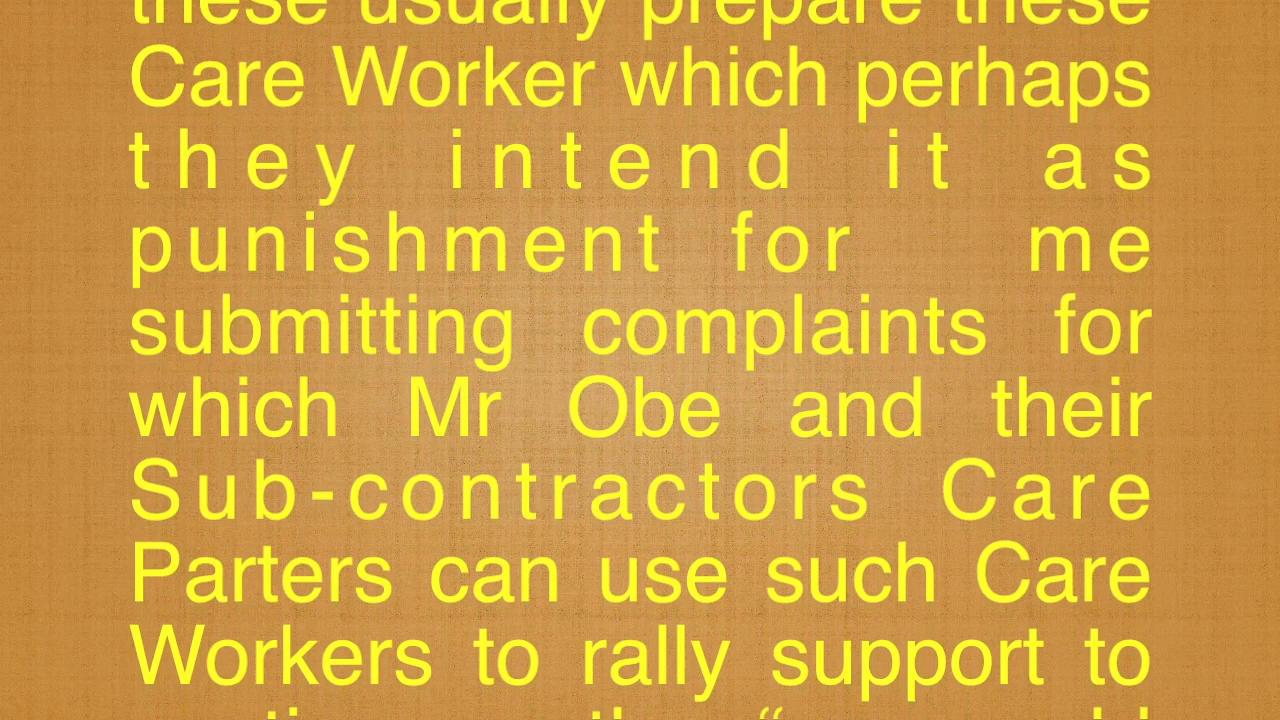 these usually prepare these
Care Worker which perhaps
they intend it as
punishment for me
submitting complaints for
which Mr Obe and their
Sub-contractors Care
Parters can use such Care
Workers to rally support to